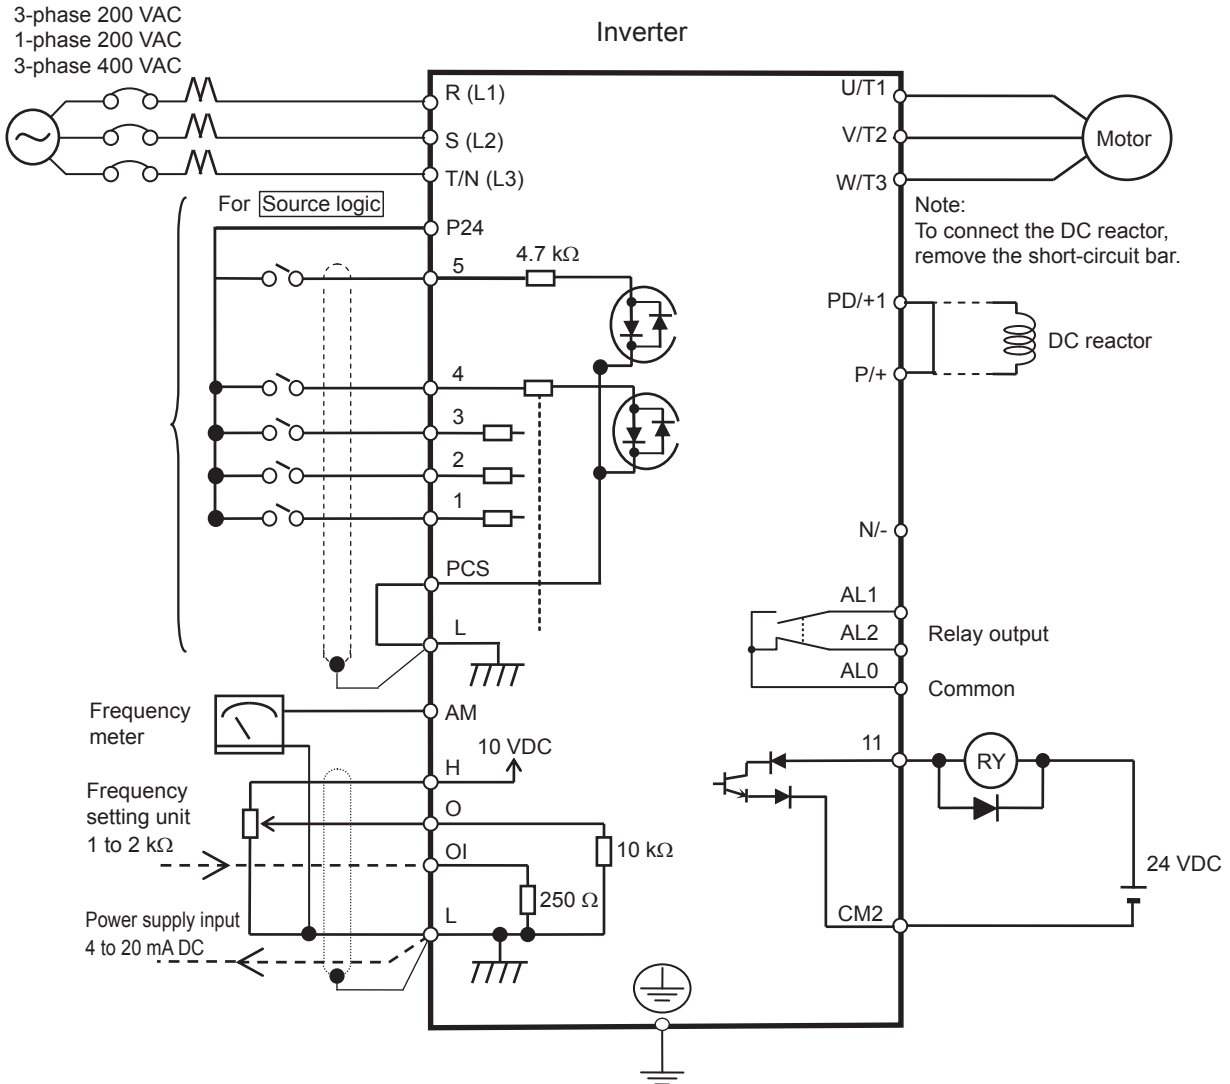 3-phase 200 VAC
1-phase 200 VAC
3-phase 400 VAC
Inverter
R (L1)
S (L2)
T/N (L3)
U/T1
V/T2
W/T3
Motor
For Source logic
P24
Note:
To connect the DC reactor,
remove the short-circuit bar.
5
4.7 kΩ
PD/+1
DC reactor
P/+
4
3
2
1
N/-
PCS
L
AL1
AL2
Relay output
AL0
Common
Frequency
meter
AM
10 VDC
H
11
RY
Frequency
setting unit
1 to 2 kΩ
O
OI
10 kΩ
250 Ω
24 VDC
Power supply input
4 to 20 mA DC
L
CM2